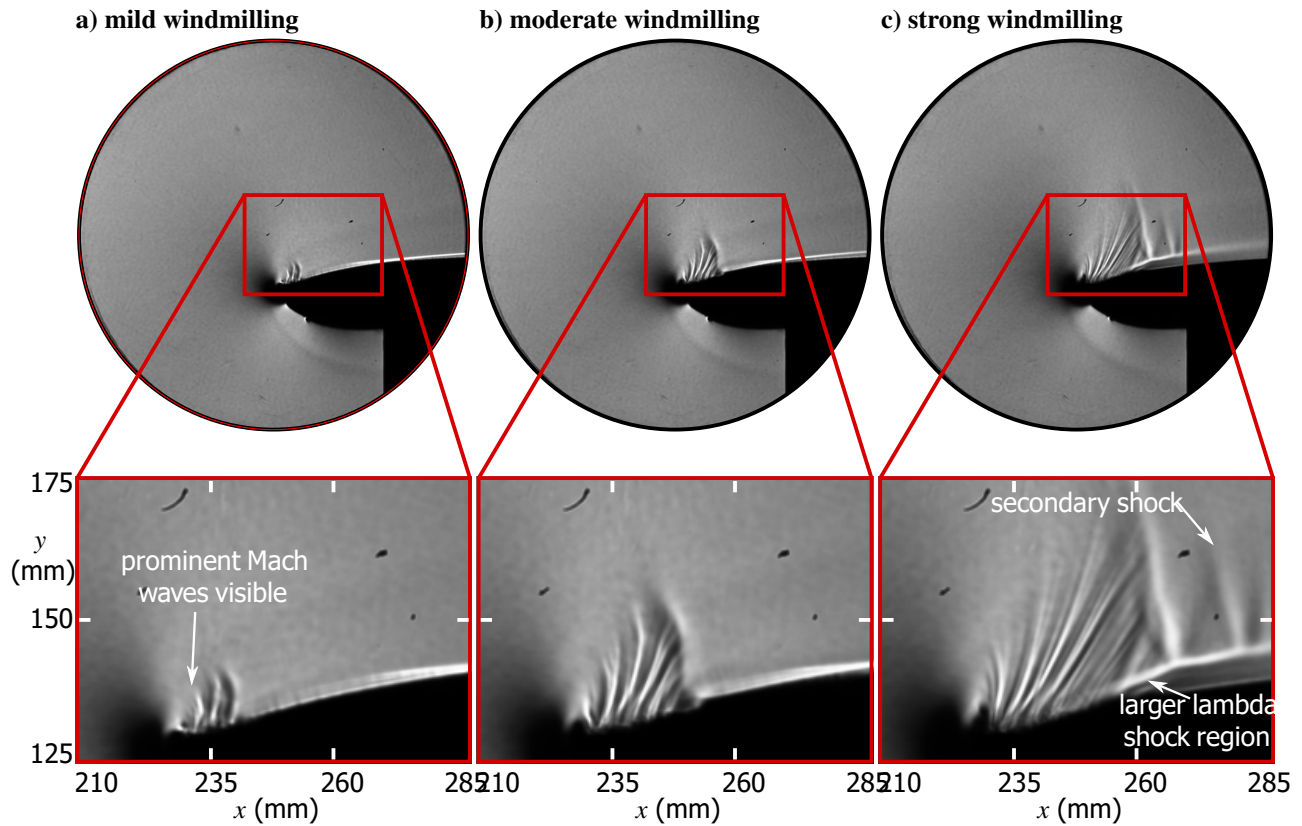 a) mild windmilling
b) moderate windmilling
c) strong windmilling
175
y
(mm)
150
125
prominent Mach
waves visible
secondary shock
larger lambda
shock region
210
235
260
285
x (mm)
210
235
260
285
x (mm)
210
235
260
285
x (mm)